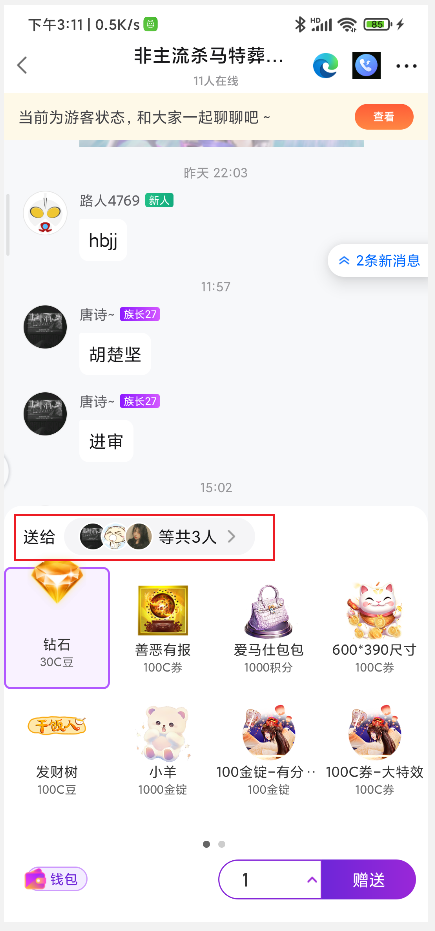 下午3:11 | 0.5K/s
HD
85
非主流杀马特葬...
11人在线
当前为游客状态，和大家一起聊聊吧 ~
查看
昨天 22:03
路人4769 新人
hbjj
2条新消息
11:57
唐诗~ 族长27
胡楚坚
唐诗~ 族长27
进审
15:02
送给 等共3人
钻石 善恶有报 爱马仕包包 600*390尺寸
30C豆 100C券 1000积分 100C券
干饭人
发财树 小羊 100金锭-有分··· 100C券-大特效
100C豆 1000金锭 100金锭 100C券
钱包 1 赠送